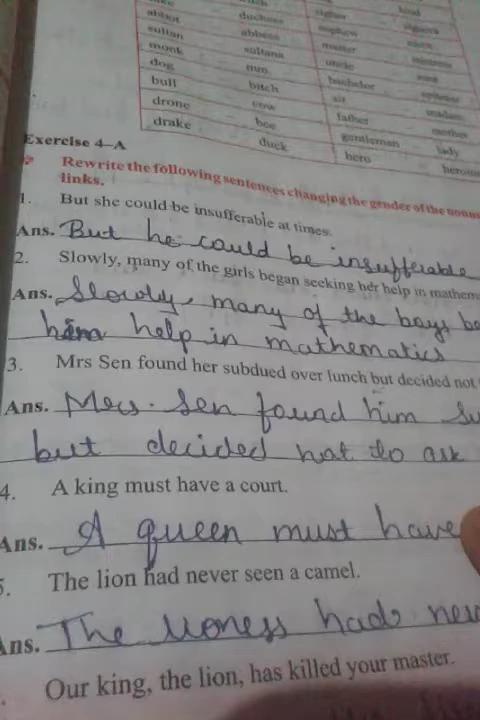 abbot duchess
sultan abbess nephew
monk sultana master
dog uncle
bull bitch bachelor
drone cow sir madam
drake bee father mother
duck gentleman lady
hero heroine
Exercise 4–A
Rewrite the following sentences changing the gender of the nouns
links.
1. But she could be insufferable at times.
Ans. But he could be insufferable
2. Slowly, many of the girls began seeking her help in mathem
Ans. Slowly, many of the boys be
him help in mathematics
3. Mrs Sen found her subdued over lunch but decided not
Ans. Mrs. Sen found him su
but decided not to ask
4. A king must have a court.
Ans. A queen must have
5. The lion had never seen a camel.
Ans. The lioness had nev
Our king, the lion, has killed your master.